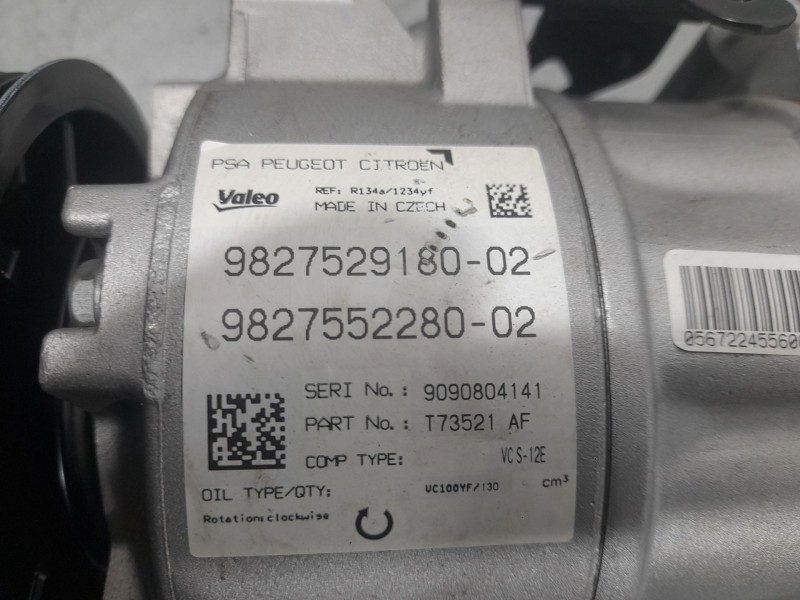 PSA PEUGEOT CITROËN
Valeo
REF: R134a/1234yf
MADE IN CZECH
9827529180-02
9827552280-02
SERI No. : 9090804141
PART No.: T73521 AF
COMP TYPE: VCS-12E
OIL TYPE/QTY: VC100YF/130 cm³
Rotation:clockwise